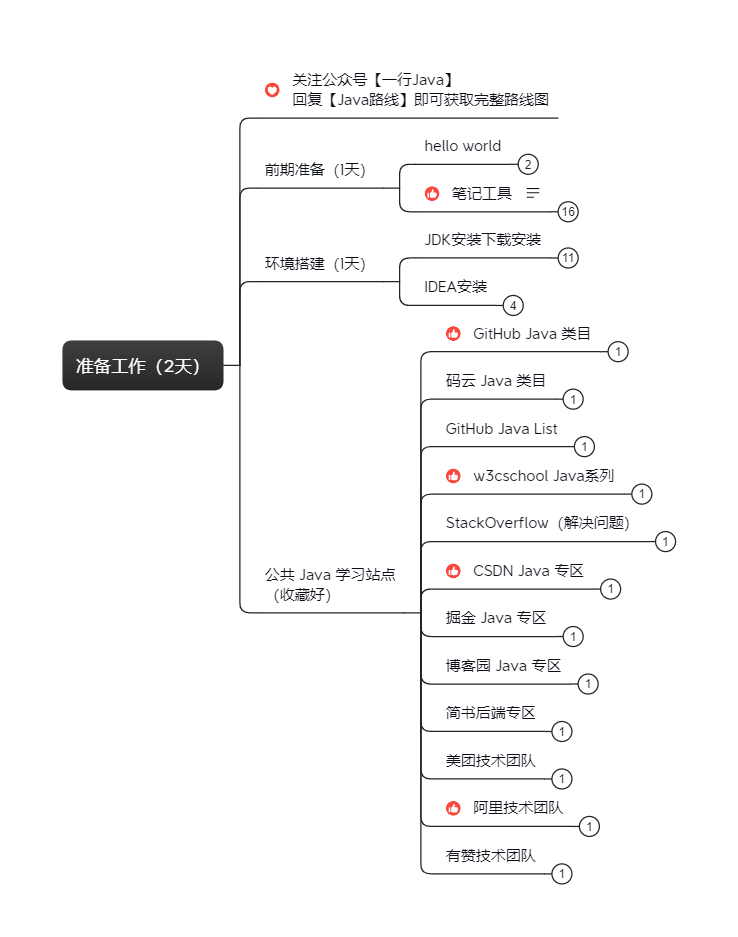 关注公众号【一行Java】
回复【Java路线】即可获取完整路线图
hello world
2
前期准备（1天）
笔记工具
16
JDK安装下载安装
11
环境搭建（1天）
IDEA安装
4
GitHub Java 类目
1
准备工作（2天）
码云 Java 类目
1
GitHub Java List
1
w3cschool Java系列
1
StackOverflow（解决问题）
1
公共 Java 学习站点
（收藏好）
CSDN Java 专区
1
掘金 Java 专区
1
博客园 Java 专区
1
简书后端专区
1
美团技术团队
1
阿里技术团队
1
有赞技术团队
1